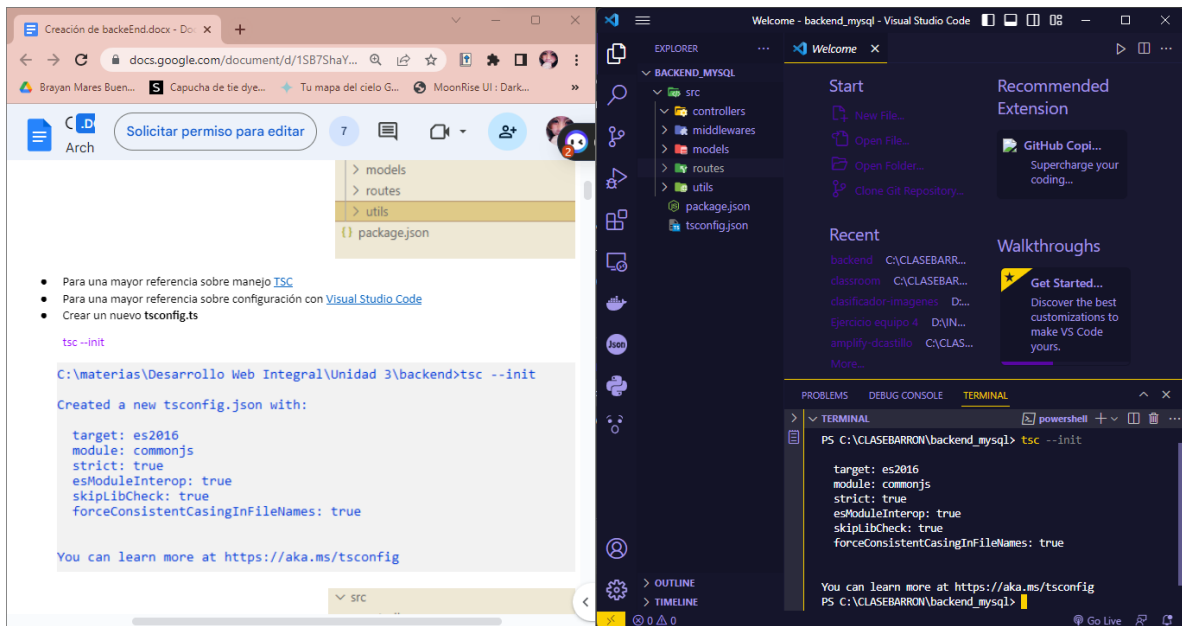 Creación de backeEnd.docx - Do
docs.google.com/document/d/1SB7ShaY...
Brayan Mares Buen...
S Capucha de tie dye...
Tu mapa del cielo G...
MoonRise UI : Dark...
»
C .D
Arch
Solicitar permiso para editar
7
2
> models
> routes
> utils
{} package.json
● Para una mayor referencia sobre manejo TSC
● Para una mayor referencia sobre configuración con Visual Studio Code
● Crear un nuevo tsconfig.ts
tsc --init
C:\materias\Desarrollo Web Integral\Unidad 3\backend>tsc --init
Created a new tsconfig.json with:
target: es2016
module: commonjs
strict: true
esModuleInterop: true
skipLibCheck: true
forceConsistentCasingInFileNames: true
You can learn more at https://aka.ms/tsconfig
src
Welcome - backend_mysql - Visual Studio Code
EXPLORER
BACKEND_MYSQL
src
controllers
middlewares
models
routes
utils
package.json
tsconfig.json
OUTLINE
TIMELINE
Json
Welcome
Start
New File...
Open File...
Open Folder...
Clone Git Repository...
Recent
backend C:\CLASEBARR...
classroom C:\CLASEBAR...
clasificador-imagenes D:...
Ejercicio equipo 4 D:\IN...
amplify-dcastillo C:\CLAS...
More...
Recommended
Extension
GitHub Copi...
Supercharge your
coding...
Walkthroughs
Get Started...
Discover the best
customizations to
make VS Code
yours.
PROBLEMS DEBUG CONSOLE TERMINAL
TERMINAL
powershell
PS C:\CLASEBARRON\backend_mysql> tsc --init
target: es2016
module: commonjs
strict: true
esModuleInterop: true
skipLibCheck: true
forceConsistentCasingInFileNames: true
You can learn more at https://aka.ms/tsconfig
PS C:\CLASEBARRON\backend_mysql>
0 0
Go Live